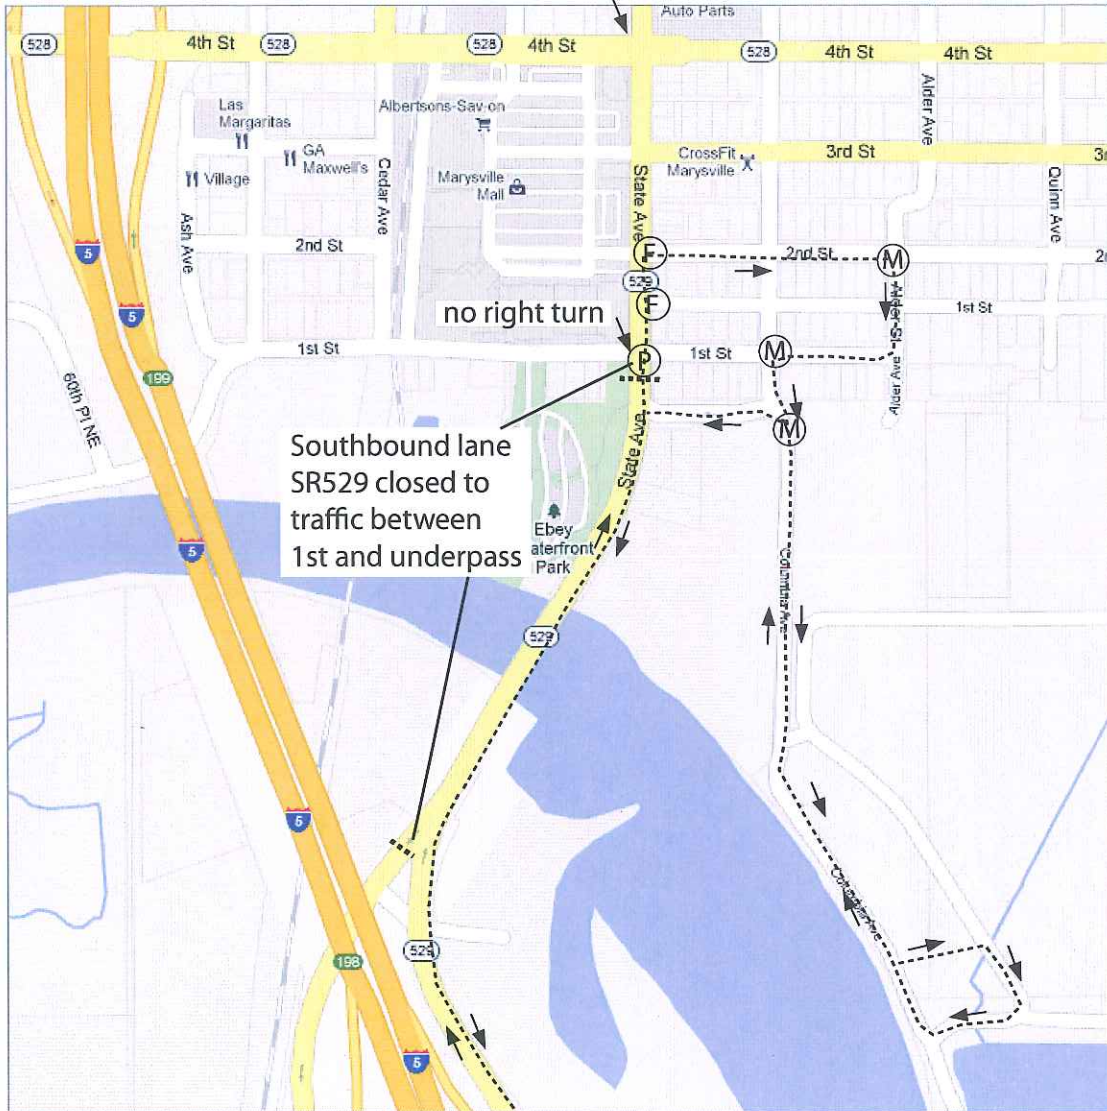 Auto Parts
528
4th St
528
528
4th St
528
4th St
4th St
Las
Margaritas
Albertsons-Sav-on
Alder Ave
GA
Maxwell's
Cedar Ave
CrossFit
Marysville
3rd St
Village
Marysville
Mall
State Ave
Quinn Ave
Ash Ave
2nd St
5
F
2nd St
M
529
5
no right turn
F
1st St
1st St
P
1st St
M
199
Alder Ave
60th Pl NE
State Ave
M
Southbound lane
SR529 closed to
traffic between
1st and underpass
Ebey
aterfront
Park
5
Columbia Ave
529
5
Columbia Ave
529
198
5